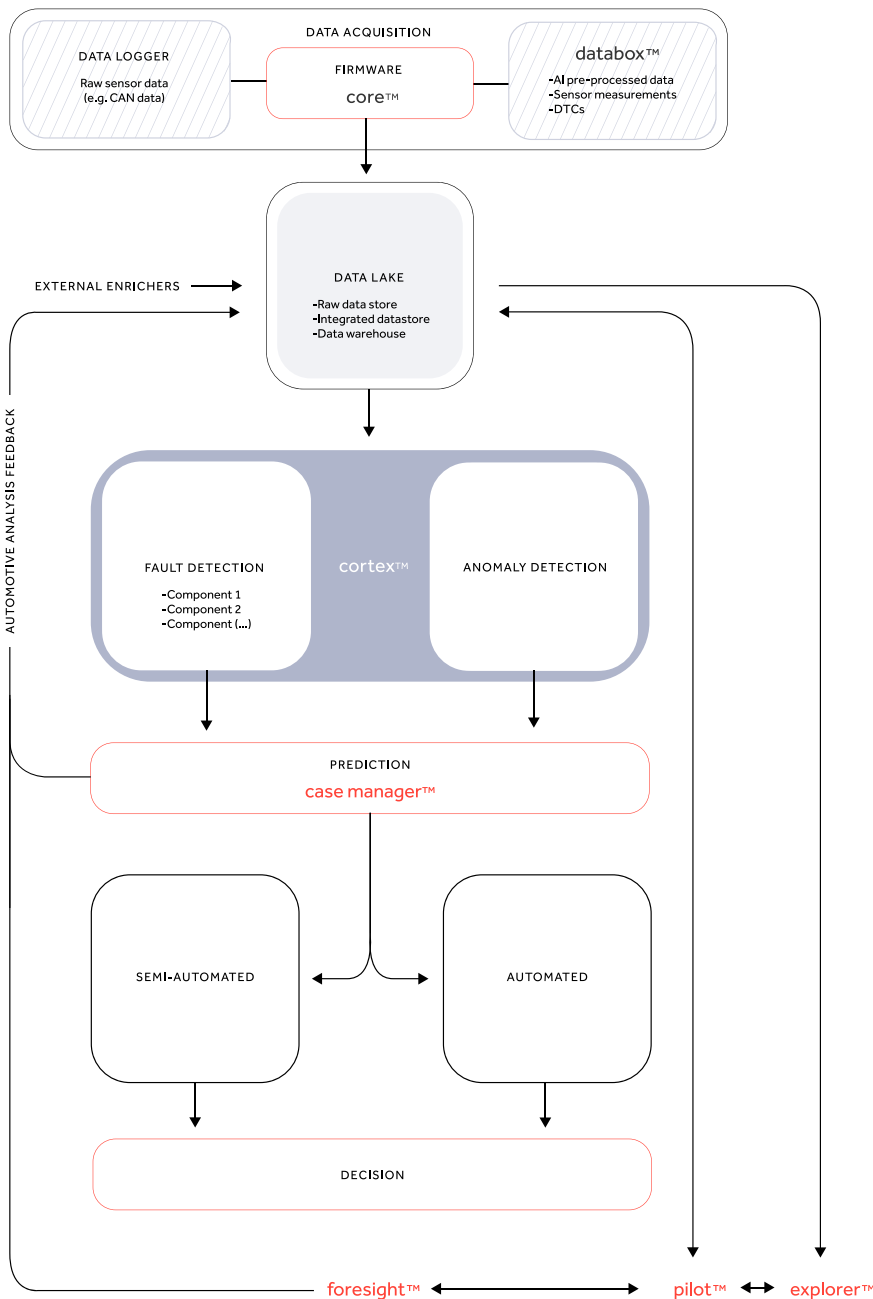 DATA ACQUISITION
DATA LOGGER
Raw sensor data
(e.g. CAN data)
FIRMWARE
core™
databox™
-AI pre-processed data
-Sensor measurements
-DTCs
DATA LAKE
-Raw data store
-Integrated datastore
-Data warehouse
EXTERNAL ENRICHERS
AUTOMOTIVE ANALYSIS FEEDBACK
FAULT DETECTION
-Component 1
-Component 2
-Component (...)
cortex™
ANOMALY DETECTION
PREDICTION
case manager™
SEMI-AUTOMATED
AUTOMATED
DECISION
foresight™
pilot™
explorer™